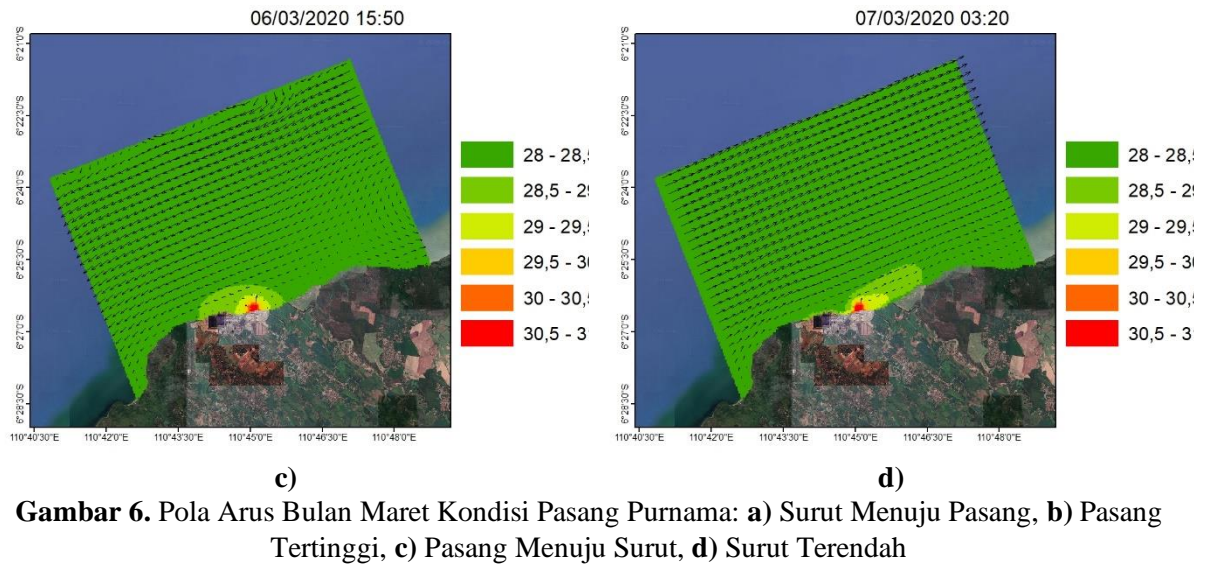 06/03/2020 15:50
6°21'0"S
6°22'30"S
6°24'0"S
6°25'30"S
6°27'0"S
6°28'30"S
28 - 28,5
28,5 - 29
29 - 29,5
29,5 - 30
30 - 30,5
30,5 - 31
110°40'30"E 110°42'0"E 110°43'30"E 110°45'0"E 110°46'30"E 110°48'0"E
c)
07/03/2020 03:20
6°21'0"S
6°22'30"S
6°24'0"S
6°25'30"S
6°27'0"S
6°28'30"S
28 - 28,5
28,5 - 29
29 - 29,5
29,5 - 30
30 - 30,5
30,5 - 31
110°40'30"E 110°42'0"E 110°43'30"E 110°45'0"E 110°46'30"E 110°48'0"E
d)
Gambar 6. Pola Arus Bulan Maret Kondisi Pasang Purnama: a) Surut Menuju Pasang, b) Pasang
Tertinggi, c) Pasang Menuju Surut, d) Surut Terendah